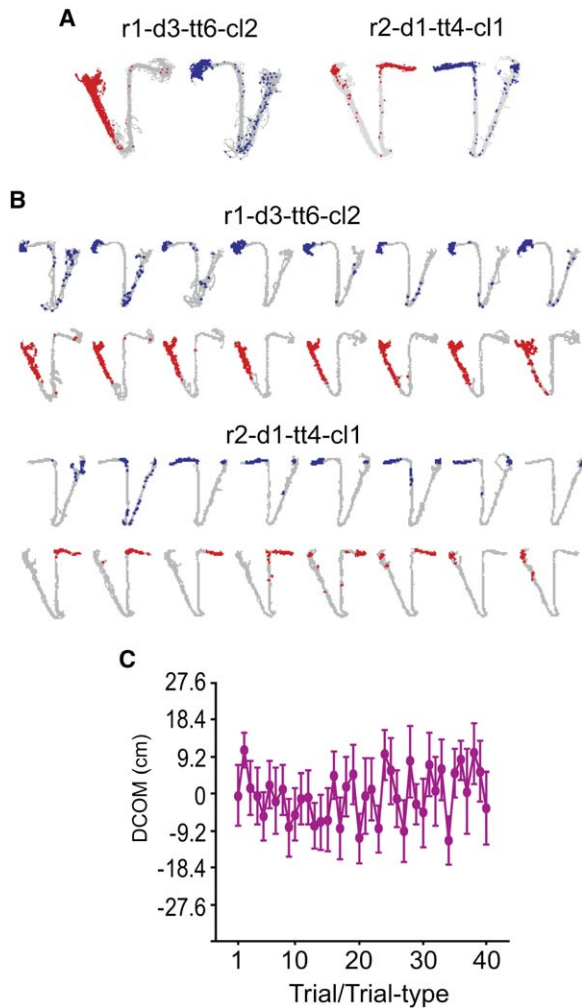 A
r1-d3-tt6-cl2 r2-d1-tt4-cl1
B
r1-d3-tt6-cl2
r2-d1-tt4-cl1
C
27.6
18.4
9.2
0
-9.2
-18.4
-27.6
DCOM (cm)
1 10 20 30 40
Trial/Trial-type